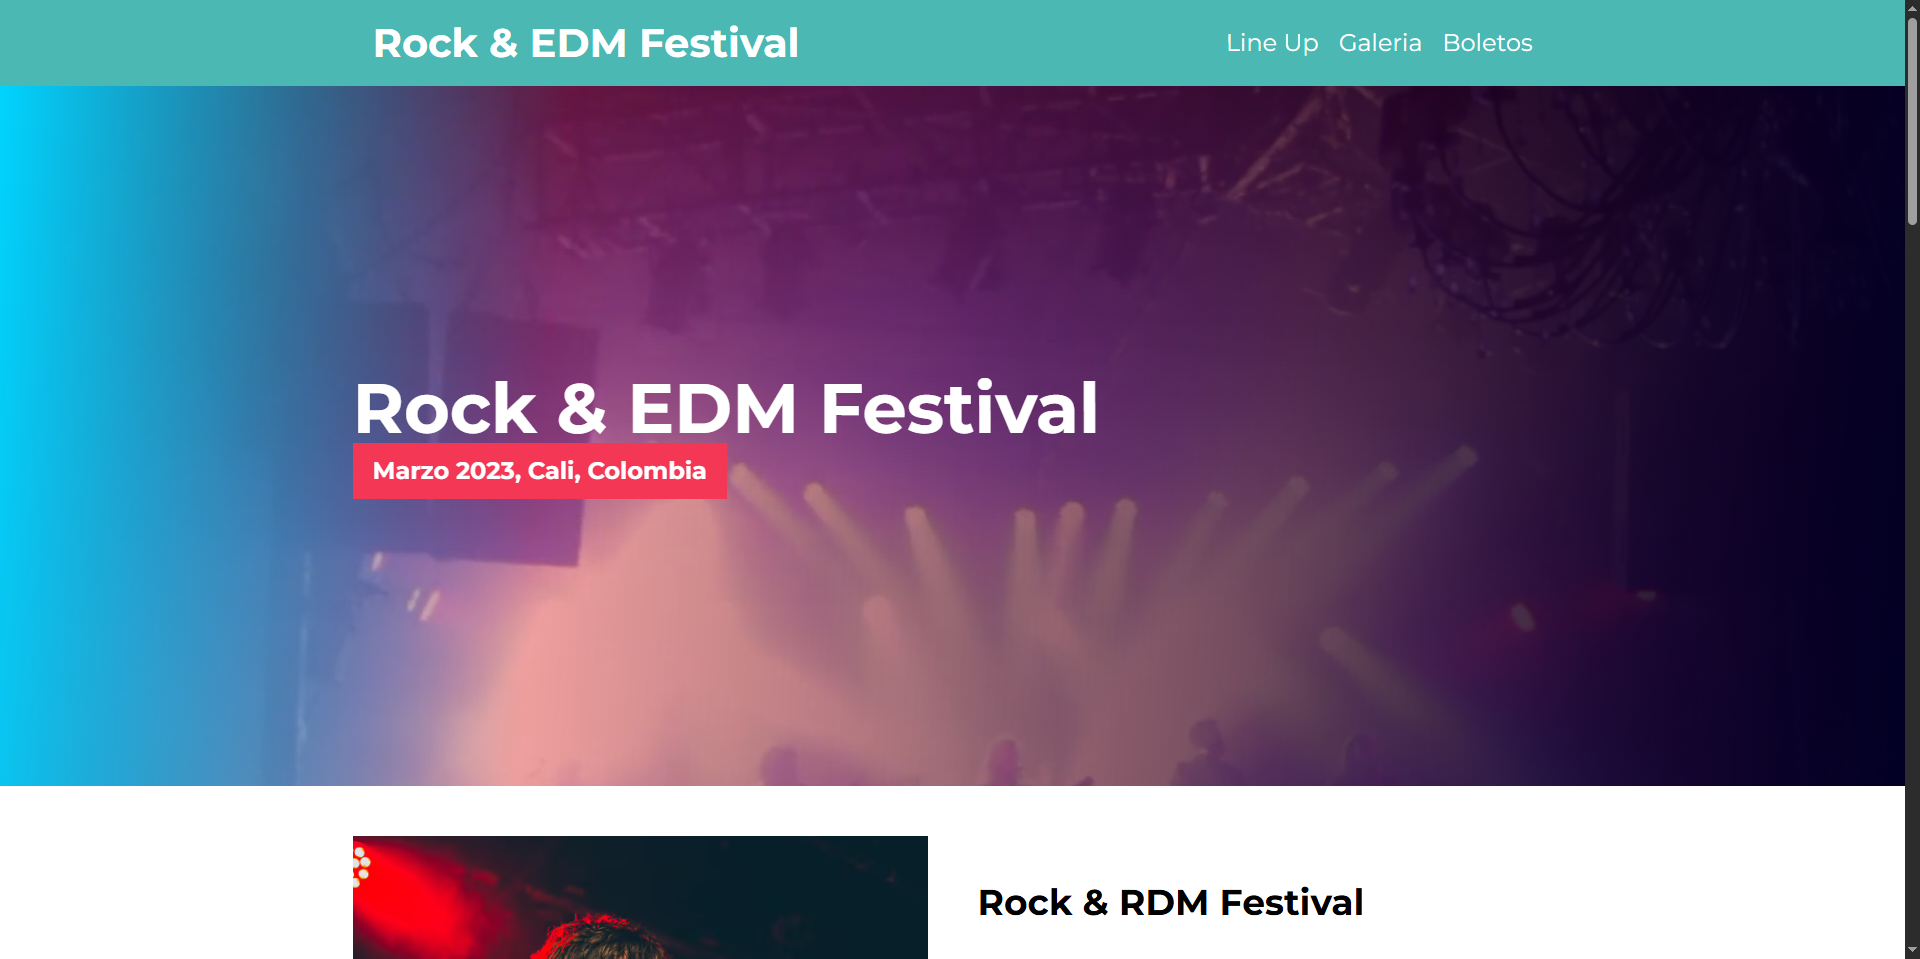 Rock & EDM Festival
Line Up Galeria Boletos
Rock & EDM Festival
Marzo 2023, Cali, Colombia
Rock & RDM Festival